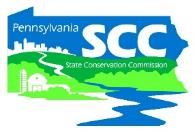 Pennsylvania
SCC
State Conservation Commission